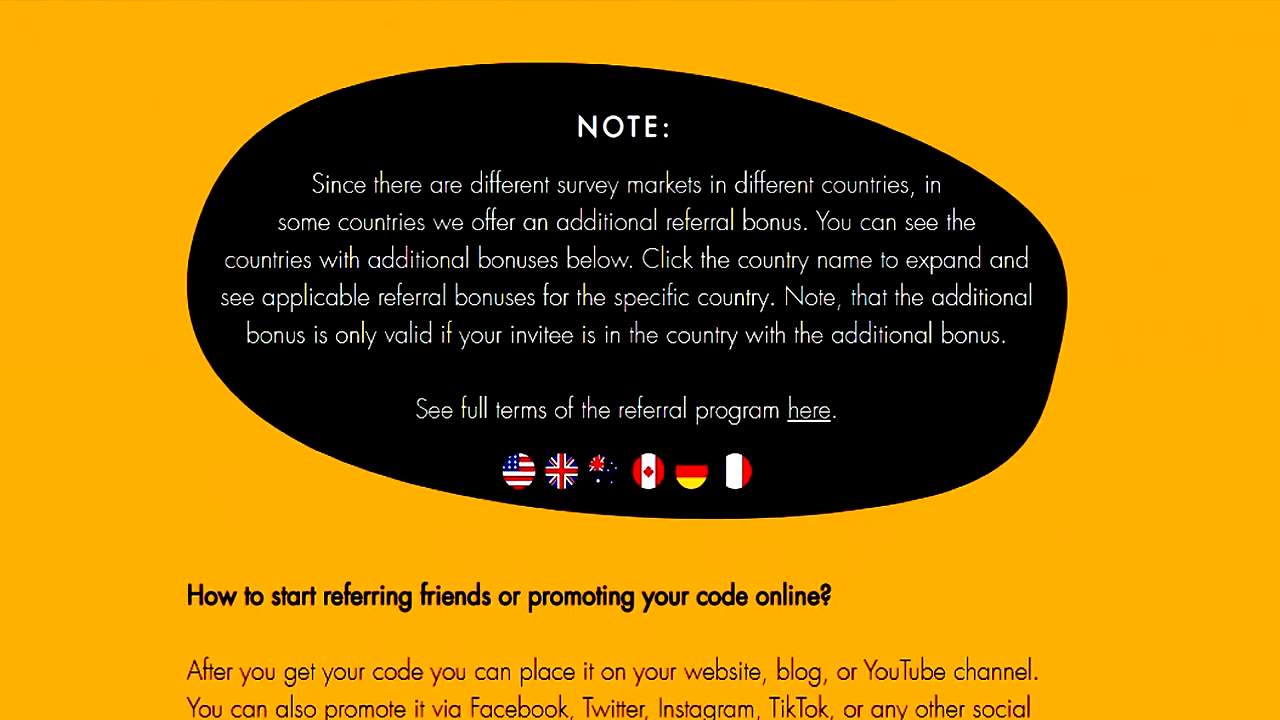 NOTE:
Since there are different survey markets in different countries, in
some countries we offer an additional referral bonus. You can see the
countries with additional bonuses below. Click the country name to expand and
see applicable referral bonuses for the specific country. Note, that the additional
bonus is only valid if your invitee is in the country with the additional bonus.
See full terms of the referral program here.
How to start referring friends or promoting your code online?
After you get your code you can place it on your website, blog, or YouTube channel.
You can also promote it via Facebook, Twitter, Instagram, TikTok, or any other social